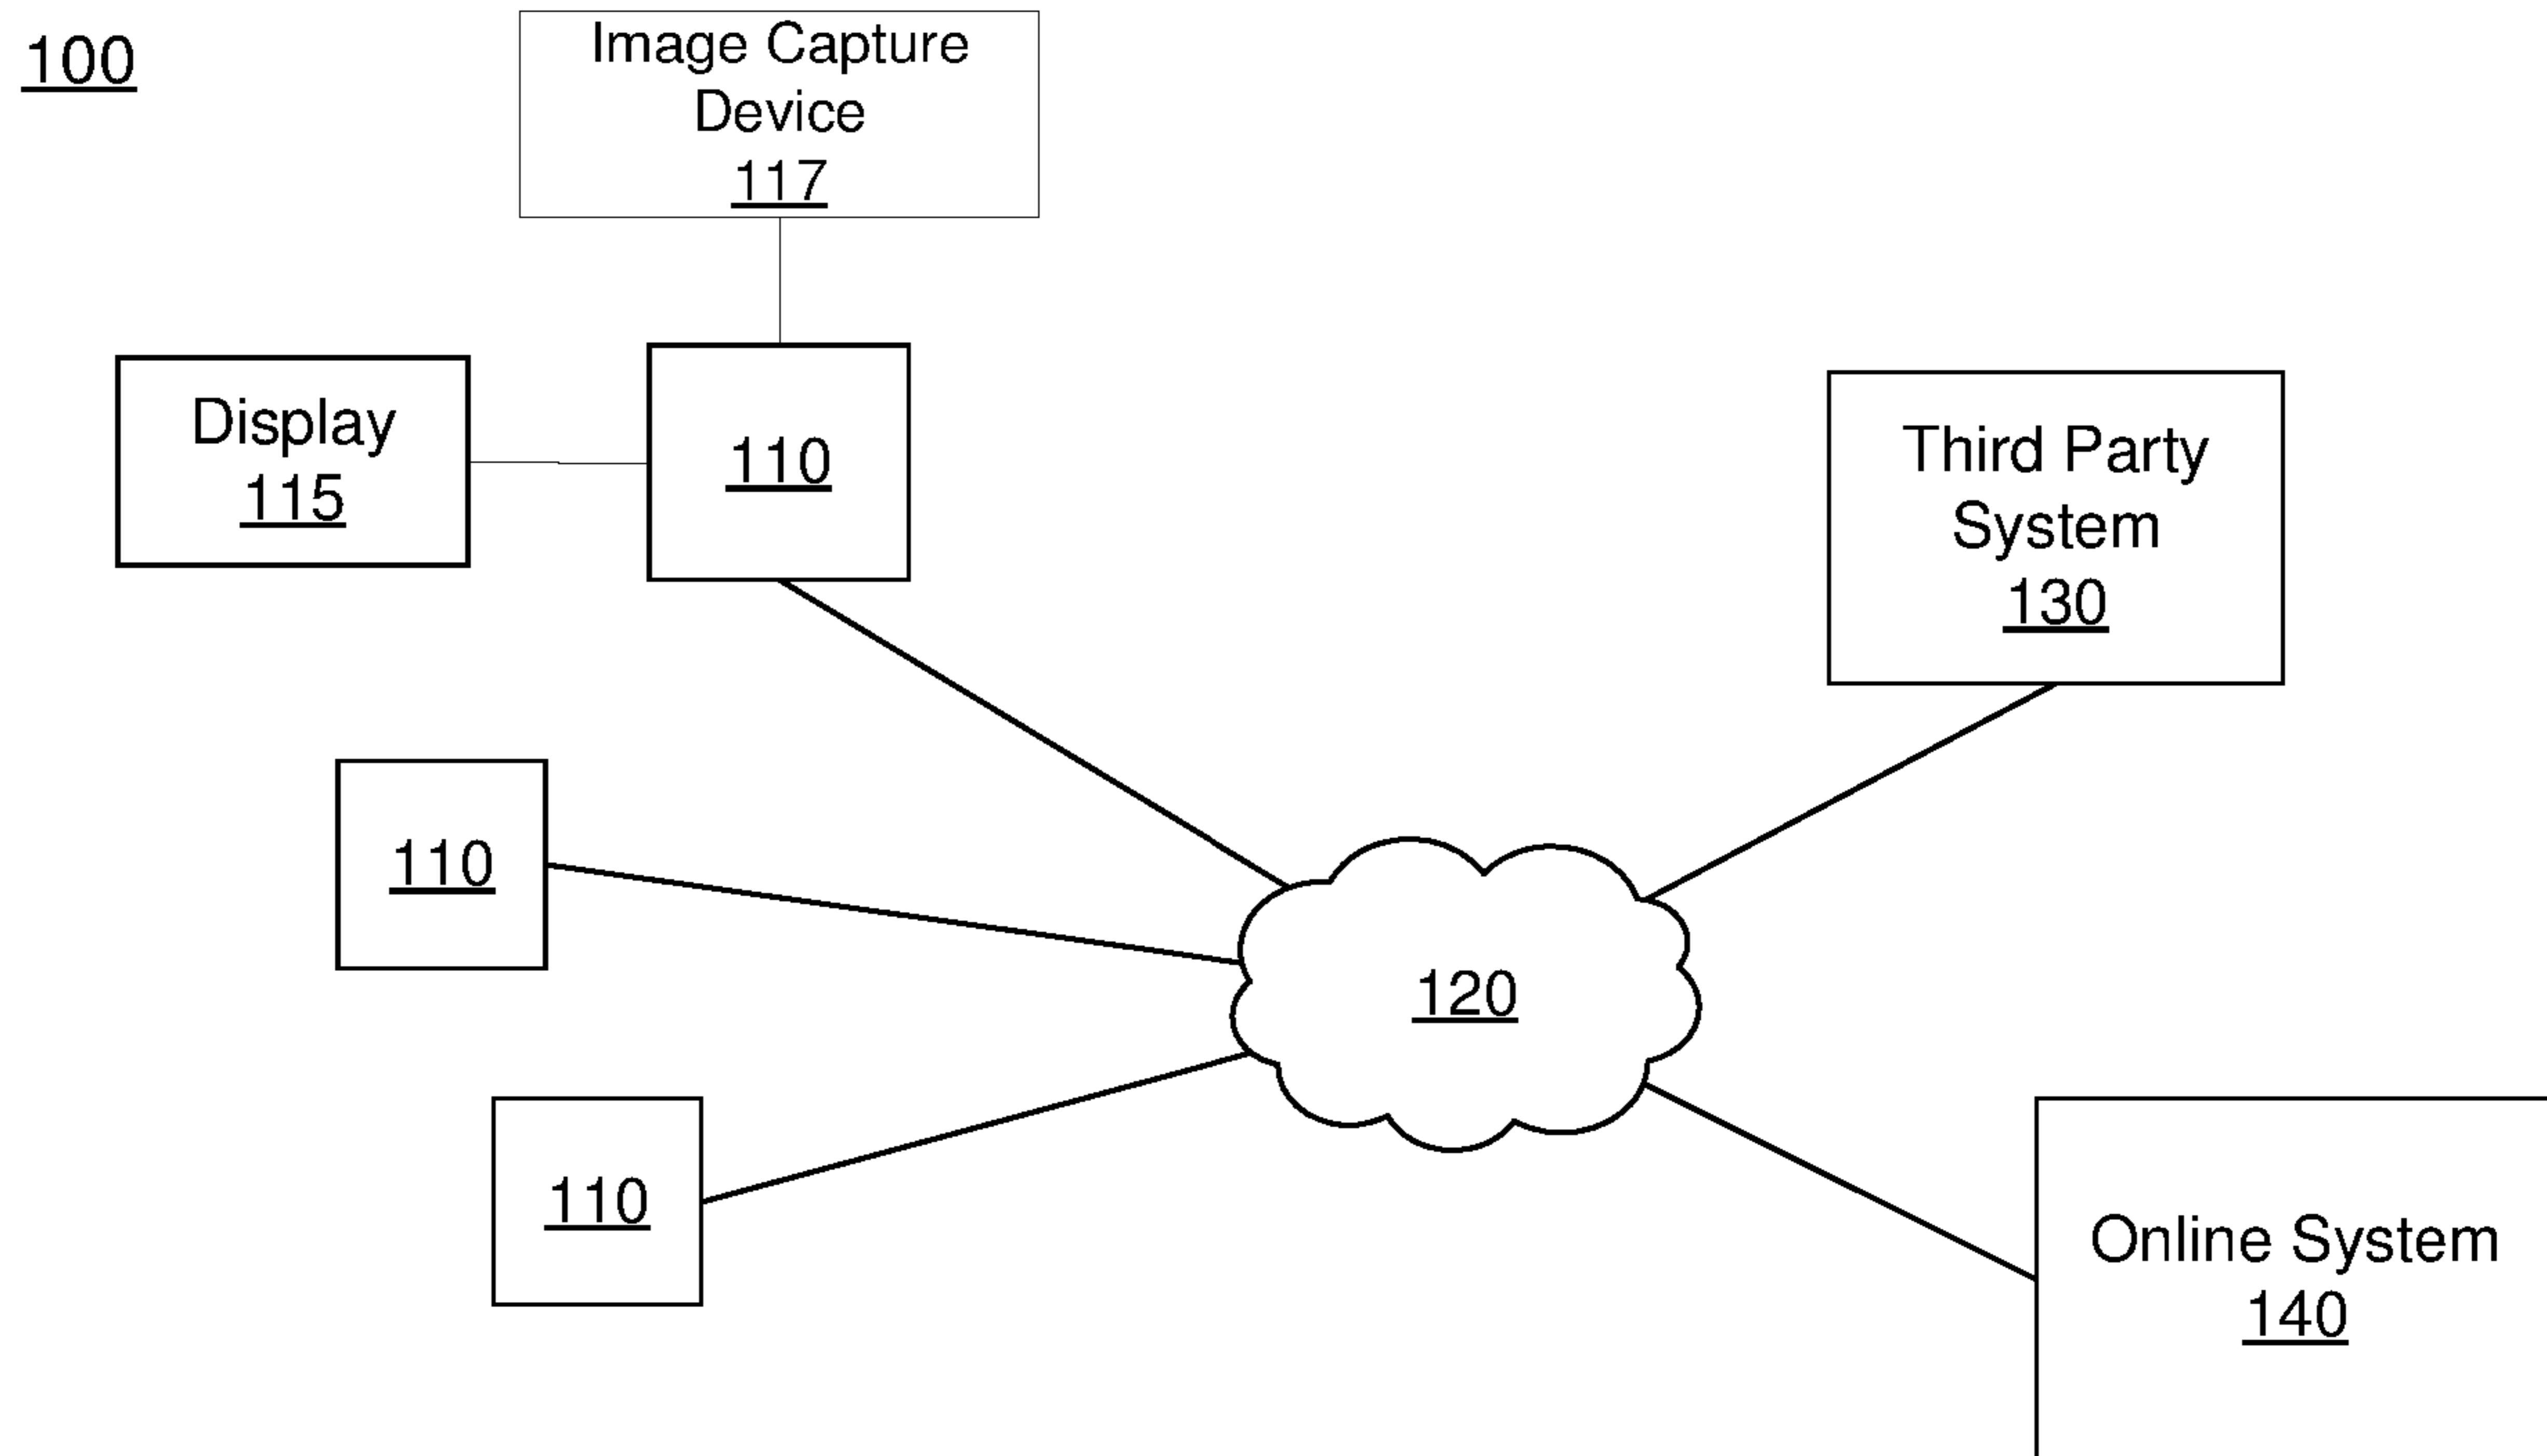 100
Image Capture
Device
117
Display
115
110
Third Party
System
130
110
120
110
Online System
140